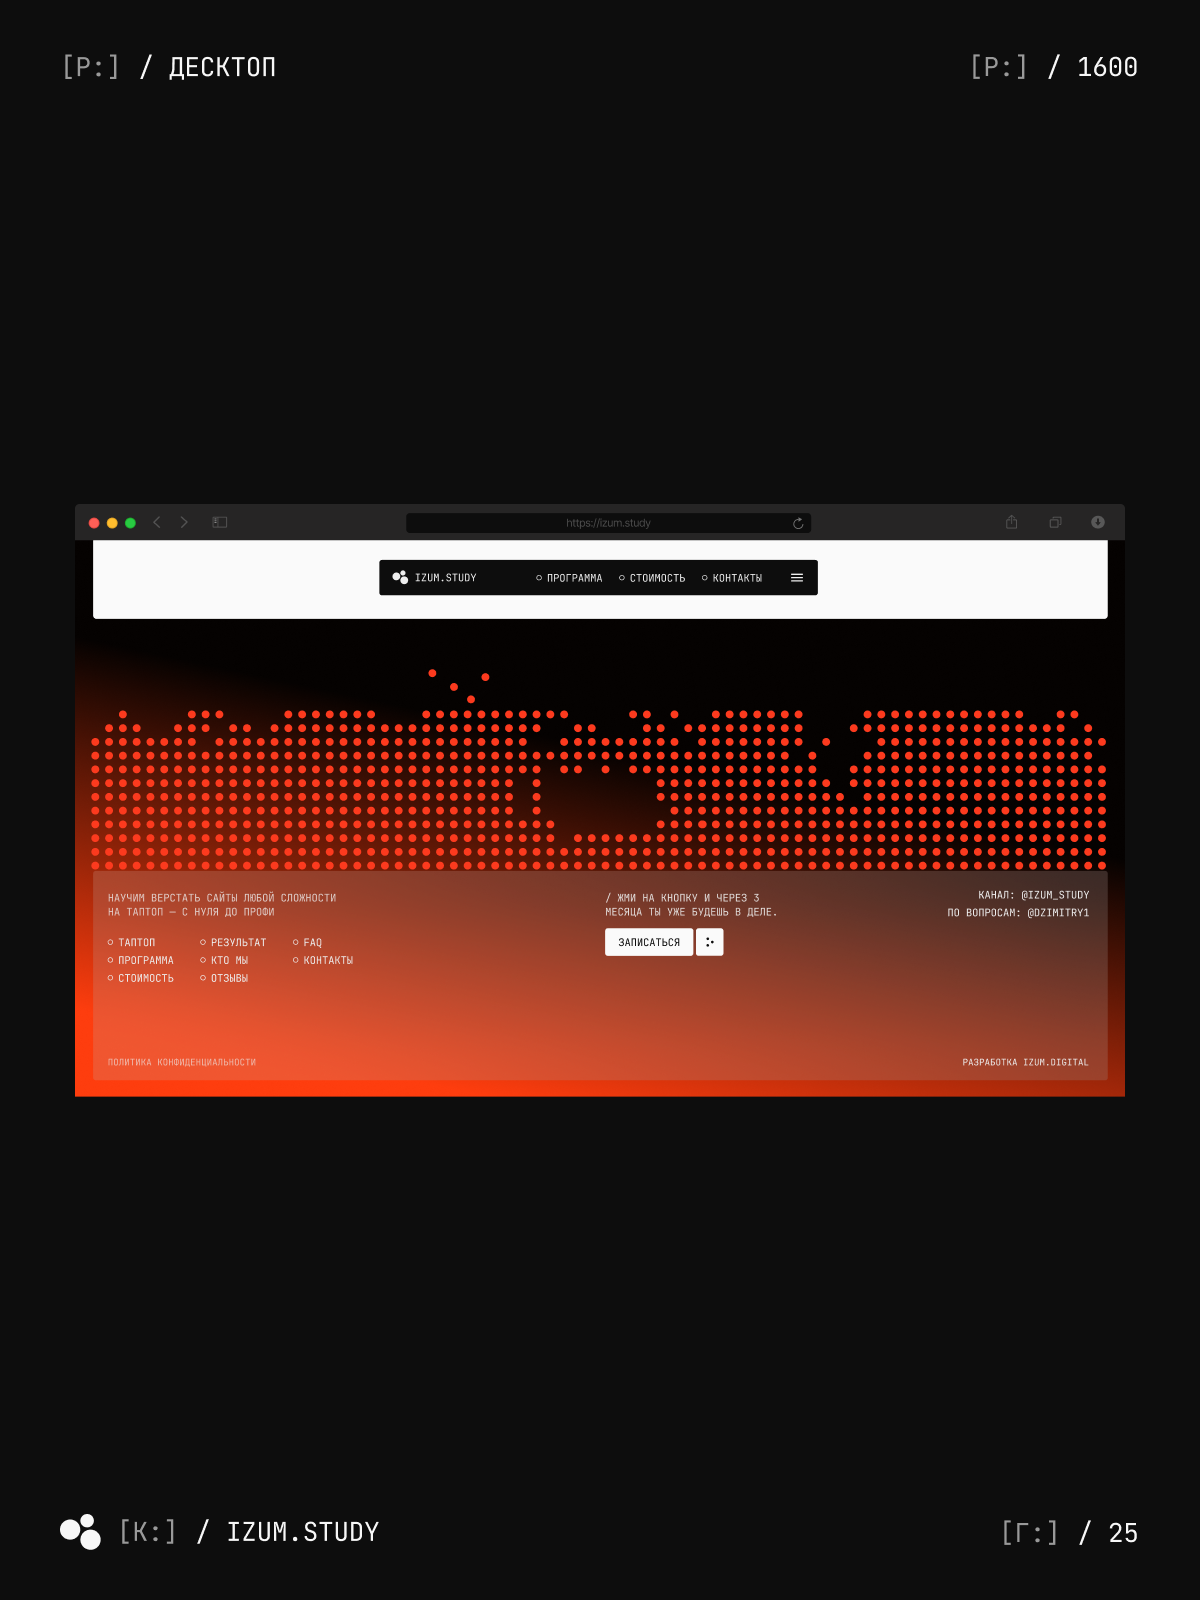 [Р:] / ДЕСКТОП
[Р:] / 1600
https://izum.study
IZUM.STUDY
ПРОГРАММА
СТОИМОСТЬ
КОНТАКТЫ
НАУЧИМ ВЕРСТАТЬ САЙТЫ ЛЮБОЙ СЛОЖНОСТИ
НА ТАПТОП — С НУЛЯ ДО ПРОФИ
ТАПТОП
ПРОГРАММА
СТОИМОСТЬ
РЕЗУЛЬТАТ
КТО МЫ
ОТЗЫВЫ
FAQ
КОНТАКТЫ
/ ЖМИ НА КНОПКУ И ЧЕРЕЗ 3
МЕСЯЦА ТЫ УЖЕ БУДЕШЬ В ДЕЛЕ.
ЗАПИСАТЬСЯ
КАНАЛ: @IZUM_STUDY
ПО ВОПРОСАМ: @DZIMITRY1
ПОЛИТИКА КОНФИДЕНЦИАЛЬНОСТИ
РАЗРАБОТКА IZUM.DIGITAL
[К:] / IZUM.STUDY
[Г:] / 25